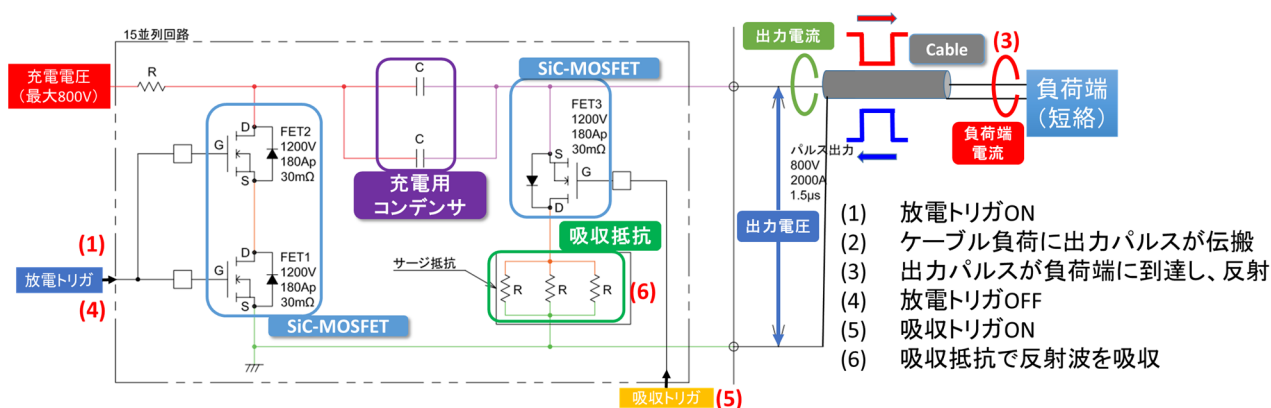 15並列回路
充電電圧
（最大800V）
R
C
C
充電用
コンデンサ
SiC-MOSFET
FET3
1200V
180Ap
30mΩ
S
G
D
D
G
S
FET2
1200V
180Ap
30mΩ
D
G
S
FET1
1200V
180Ap
30mΩ
SiC-MOSFET
(1)
放電トリガ
(4)
吸収抵抗
サージ抵抗
R
R
R
(6)
吸収トリガ
(5)
出力電流
Cable
(3)
負荷端
（短絡）
負荷端
電流
パルス出力
800V
2000A
1.5μs
出力電圧
(1) 放電トリガON
(2) ケーブル負荷に出力パルスが伝搬
(3) 出力パルスが負荷端に到達し、反射
(4) 放電トリガOFF
(5) 吸収トリガON
(6) 吸収抵抗で反射波を吸収